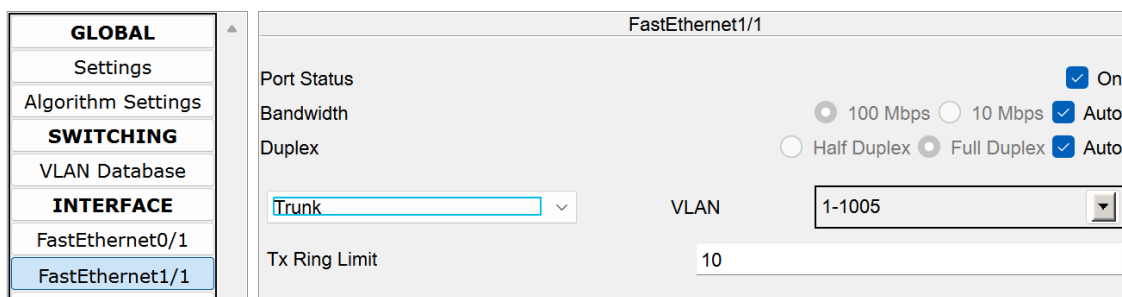 GLOBAL
Settings
Algorithm Settings
SWITCHING
VLAN Database
INTERFACE
FastEthernet0/1
FastEthernet1/1
FastEthernet1/1
Port Status On
Bandwidth 100 Mbps 10 Mbps Auto
Duplex Half Duplex Full Duplex Auto
Trunk VLAN 1-1005
Tx Ring Limit 10